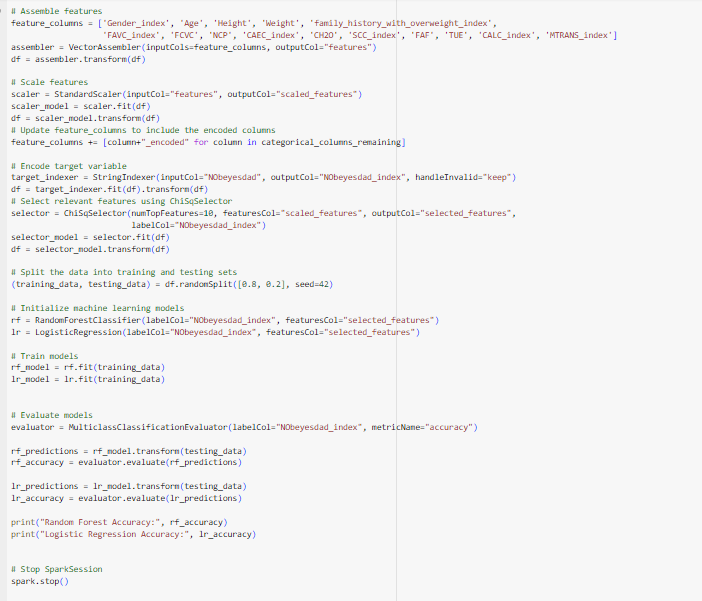 # Assemble features
feature_columns = ['Gender_index', 'Age', 'Height', 'Weight', 'family_history_with_overweight_index',
'FAVC_index', 'FCVC', 'NCP', 'CAEC_index', 'CH2O', 'SCC_index', 'FAF', 'TUE', 'CALC_index', 'MTRANS_index']
assembler = VectorAssembler(inputCols=feature_columns, outputCol="features")
df = assembler.transform(df)

# Scale features
scaler = StandardScaler(inputCol="features", outputCol="scaled_features")
scaler_model = scaler.fit(df)
df = scaler_model.transform(df)
# Update feature_columns to include the encoded columns
feature_columns += [column+"_encoded" for column in categorical_columns_remaining]

# Encode target variable
target_indexer = StringIndexer(inputCol="NObeyesdad", outputCol="NObeyesdad_index", handleInvalid="keep")
df = target_indexer.fit(df).transform(df)
# Select relevant features using ChiSqSelector
selector = ChiSqSelector(numTopFeatures=10, featuresCol="scaled_features", outputCol="selected_features",
labelCol="NObeyesdad_index")
selector_model = selector.fit(df)
df = selector_model.transform(df)

# Split the data into training and testing sets
(training_data, testing_data) = df.randomSplit([0.8, 0.2], seed=42)

# Initialize machine learning models
rf = RandomForestClassifier(labelCol="NObeyesdad_index", featuresCol="selected_features")
lr = LogisticRegression(labelCol="NObeyesdad_index", featuresCol="selected_features")

# Train models
rf_model = rf.fit(training_data)
lr_model = lr.fit(training_data)

# Evaluate models
evaluator = MulticlassClassificationEvaluator(labelCol="NObeyesdad_index", metricName="accuracy")

rf_predictions = rf_model.transform(testing_data)
rf_accuracy = evaluator.evaluate(rf_predictions)

lr_predictions = lr_model.transform(testing_data)
lr_accuracy = evaluator.evaluate(lr_predictions)

print("Random Forest Accuracy:", rf_accuracy)
print("Logistic Regression Accuracy:", lr_accuracy)

# Stop SparkSession
spark.stop()